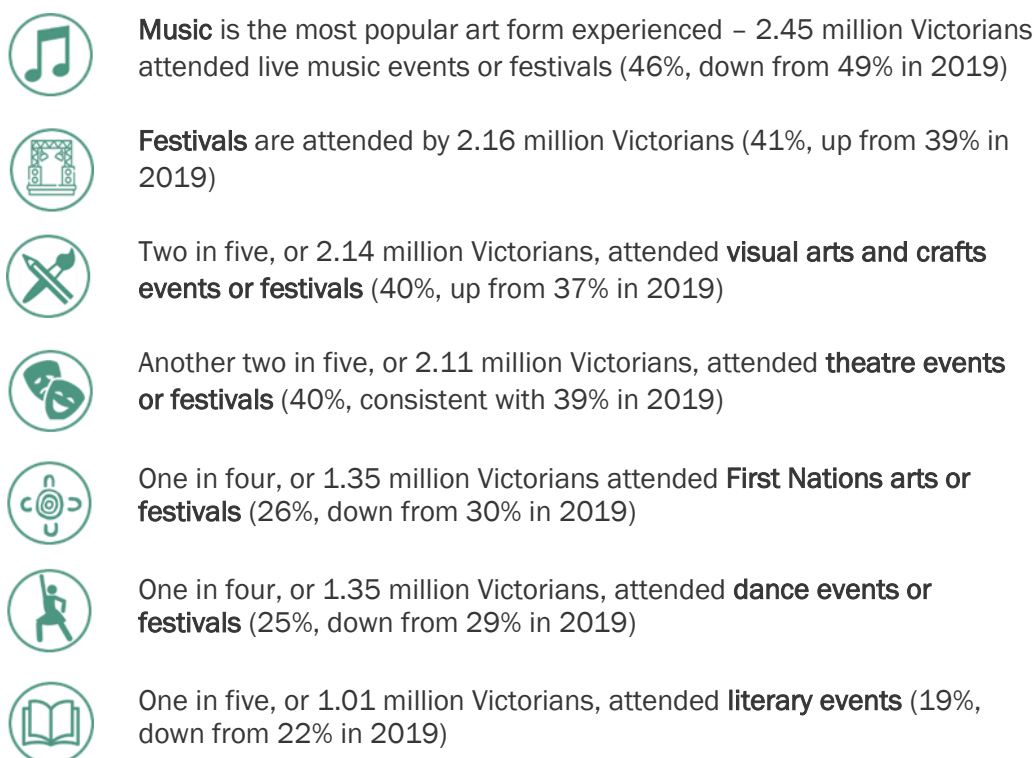 Music is the most popular art form experienced – 2.45 million Victorians
attended live music events or festivals (46%, down from 49% in 2019)
Festivals are attended by 2.16 million Victorians (41%, up from 39% in
2019)
Two in five, or 2.14 million Victorians, attended visual arts and crafts
events or festivals (40%, up from 37% in 2019)
Another two in five, or 2.11 million Victorians, attended theatre events
or festivals (40%, consistent with 39% in 2019)
One in four, or 1.35 million Victorians attended First Nations arts or
festivals (26%, down from 30% in 2019)
One in four, or 1.35 million Victorians, attended dance events or
festivals (25%, down from 29% in 2019)
One in five, or 1.01 million Victorians, attended literary events (19%,
down from 22% in 2019)